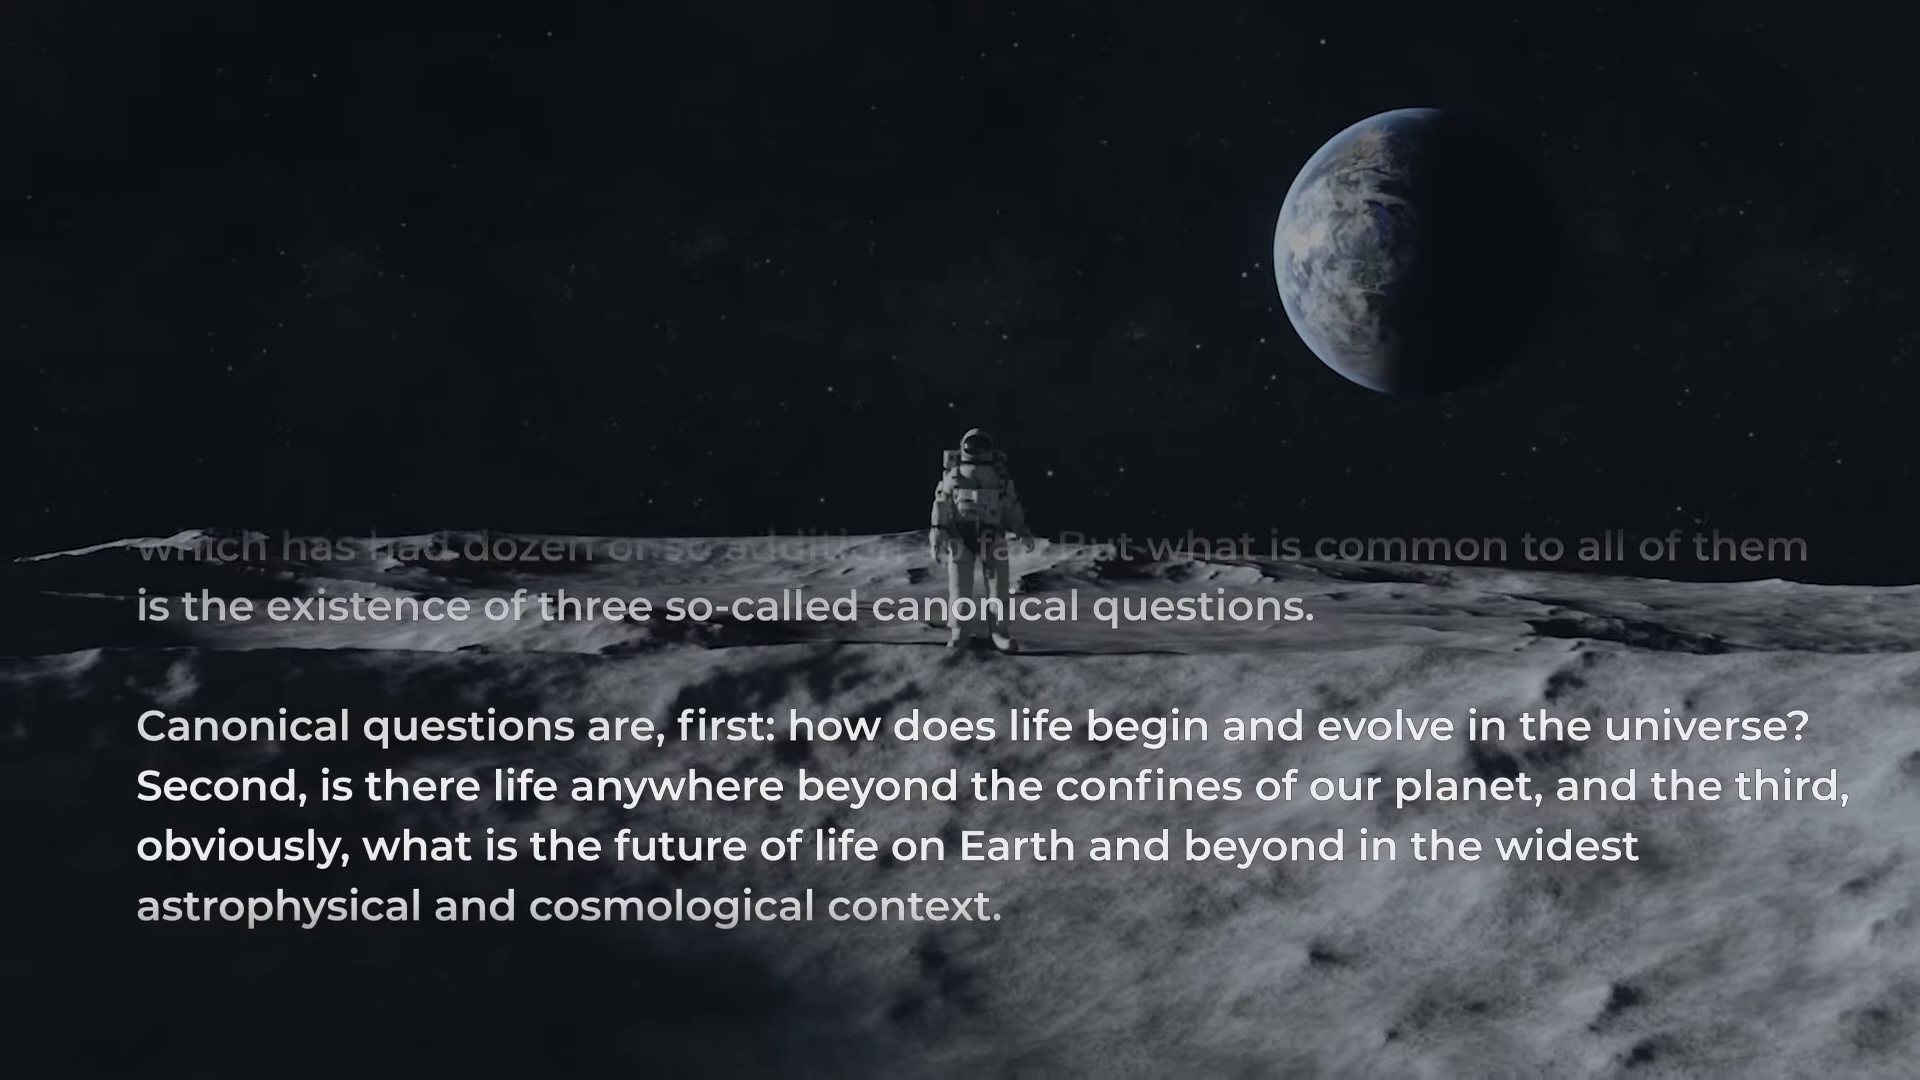 which has had dozen or so addition so far. But what is common to all of them
is the existence of three so-called canonical questions.
Canonical questions are, first: how does life begin and evolve in the universe?
Second, is there life anywhere beyond the confines of our planet, and the third,
obviously, what is the future of life on Earth and beyond in the widest
astrophysical and cosmological context.